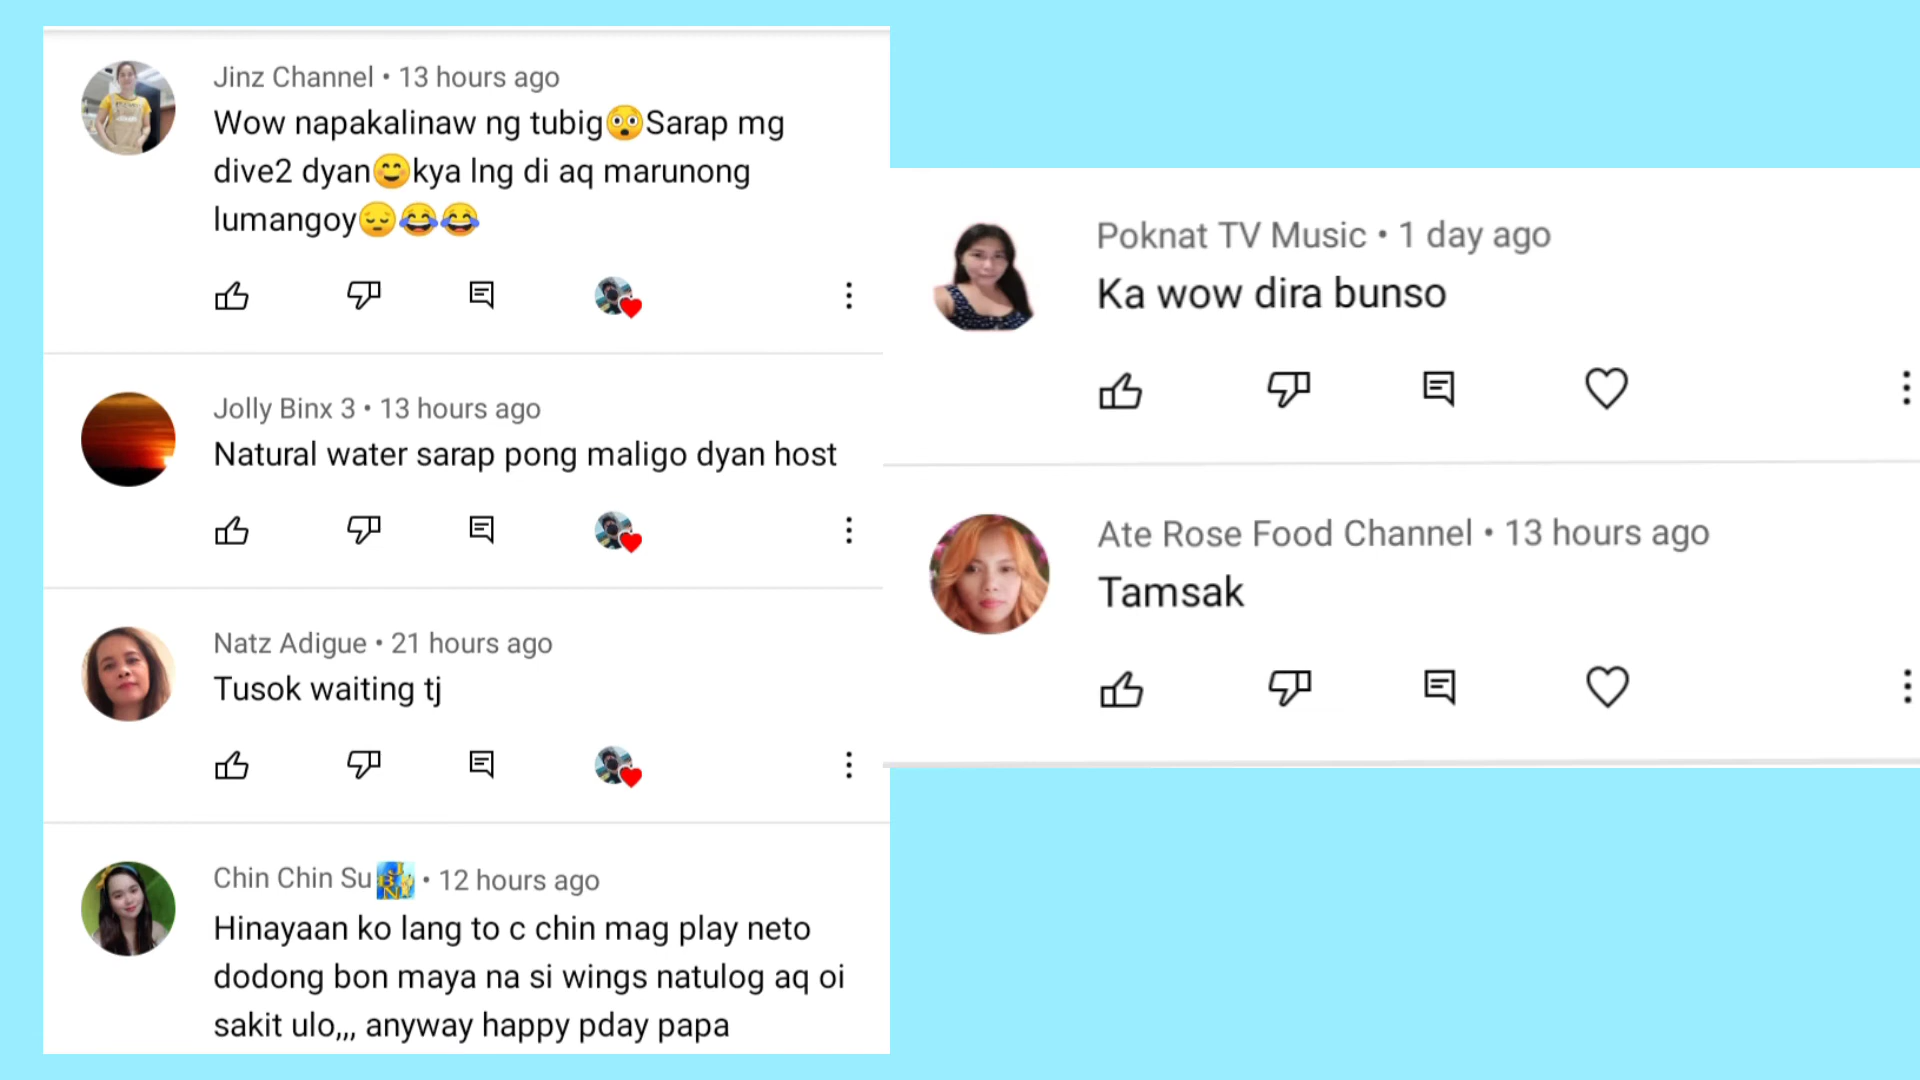 Jinz Channel • 13 hours ago
Wow napakalinaw ng tubig😲Sarap mg
dive2 dyan😊kya lng di aq marunong
lumangoy😔😂😂
Jolly Binx 3 • 13 hours ago
Natural water sarap pong maligo dyan host
Natz Adigue • 21 hours ago
Tusok waiting tj
Chin Chin Su • 12 hours ago
Hinayaan ko lang to c chin mag play neto
dodong bon maya na si wings natulog aq oi
sakit ulo,,, anyway happy pday papa
Poknat TV Music • 1 day ago
Ka wow dira bunso
Ate Rose Food Channel • 13 hours ago
Tamsak